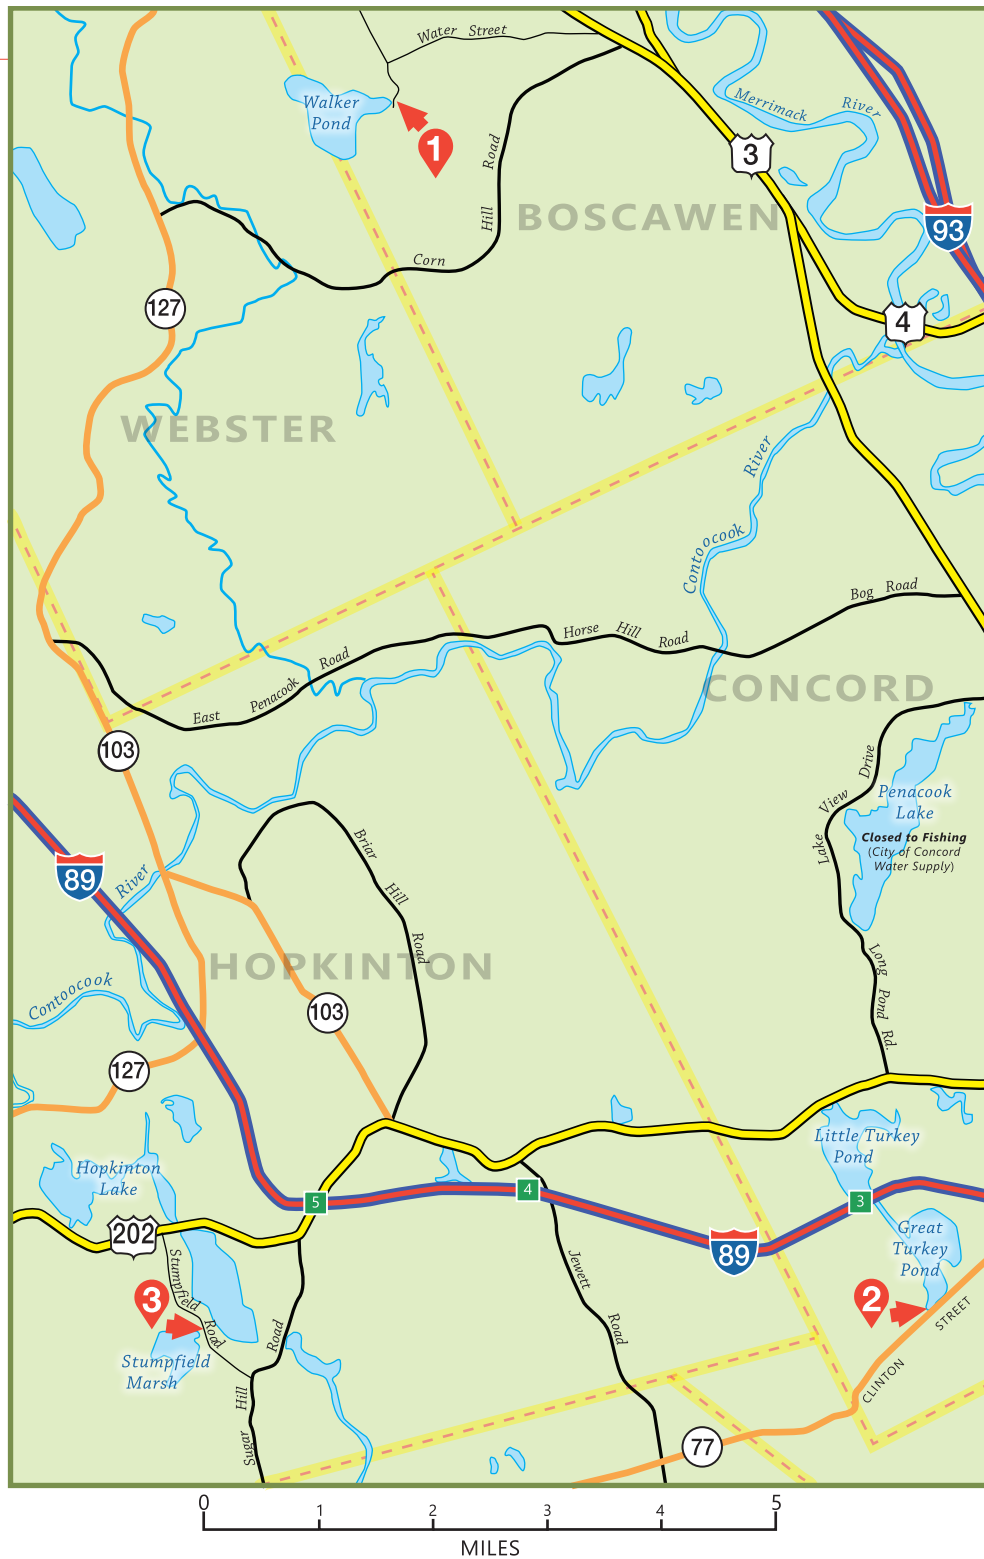 Water Street
Walker
Pond
1
Corn
Hill
Road
Merrimack
River
3
BOSCAWEN
93
127
4
WEBSTER
Contoocook
River
Bog Road
Horse Hill Road
East Penacook Road
CONCORD
103
Lake View Drive
Penacook
Lake
Closed to Fishing
(City of Concord
Water Supply)
89
River
Briar Hill Road
HOPKINTON
Contoocook
103
Long Pond Rd.
127
Little Turkey
Pond
Hopkinton
Lake
5
4
3
202
89
Great
Turkey
Pond
Stumpfield Road
3
2
Jewett Road
CLINTON STREET
Stumpfield
Marsh
Sugar Hill Road
77
0 1 2 3 4 5
MILES